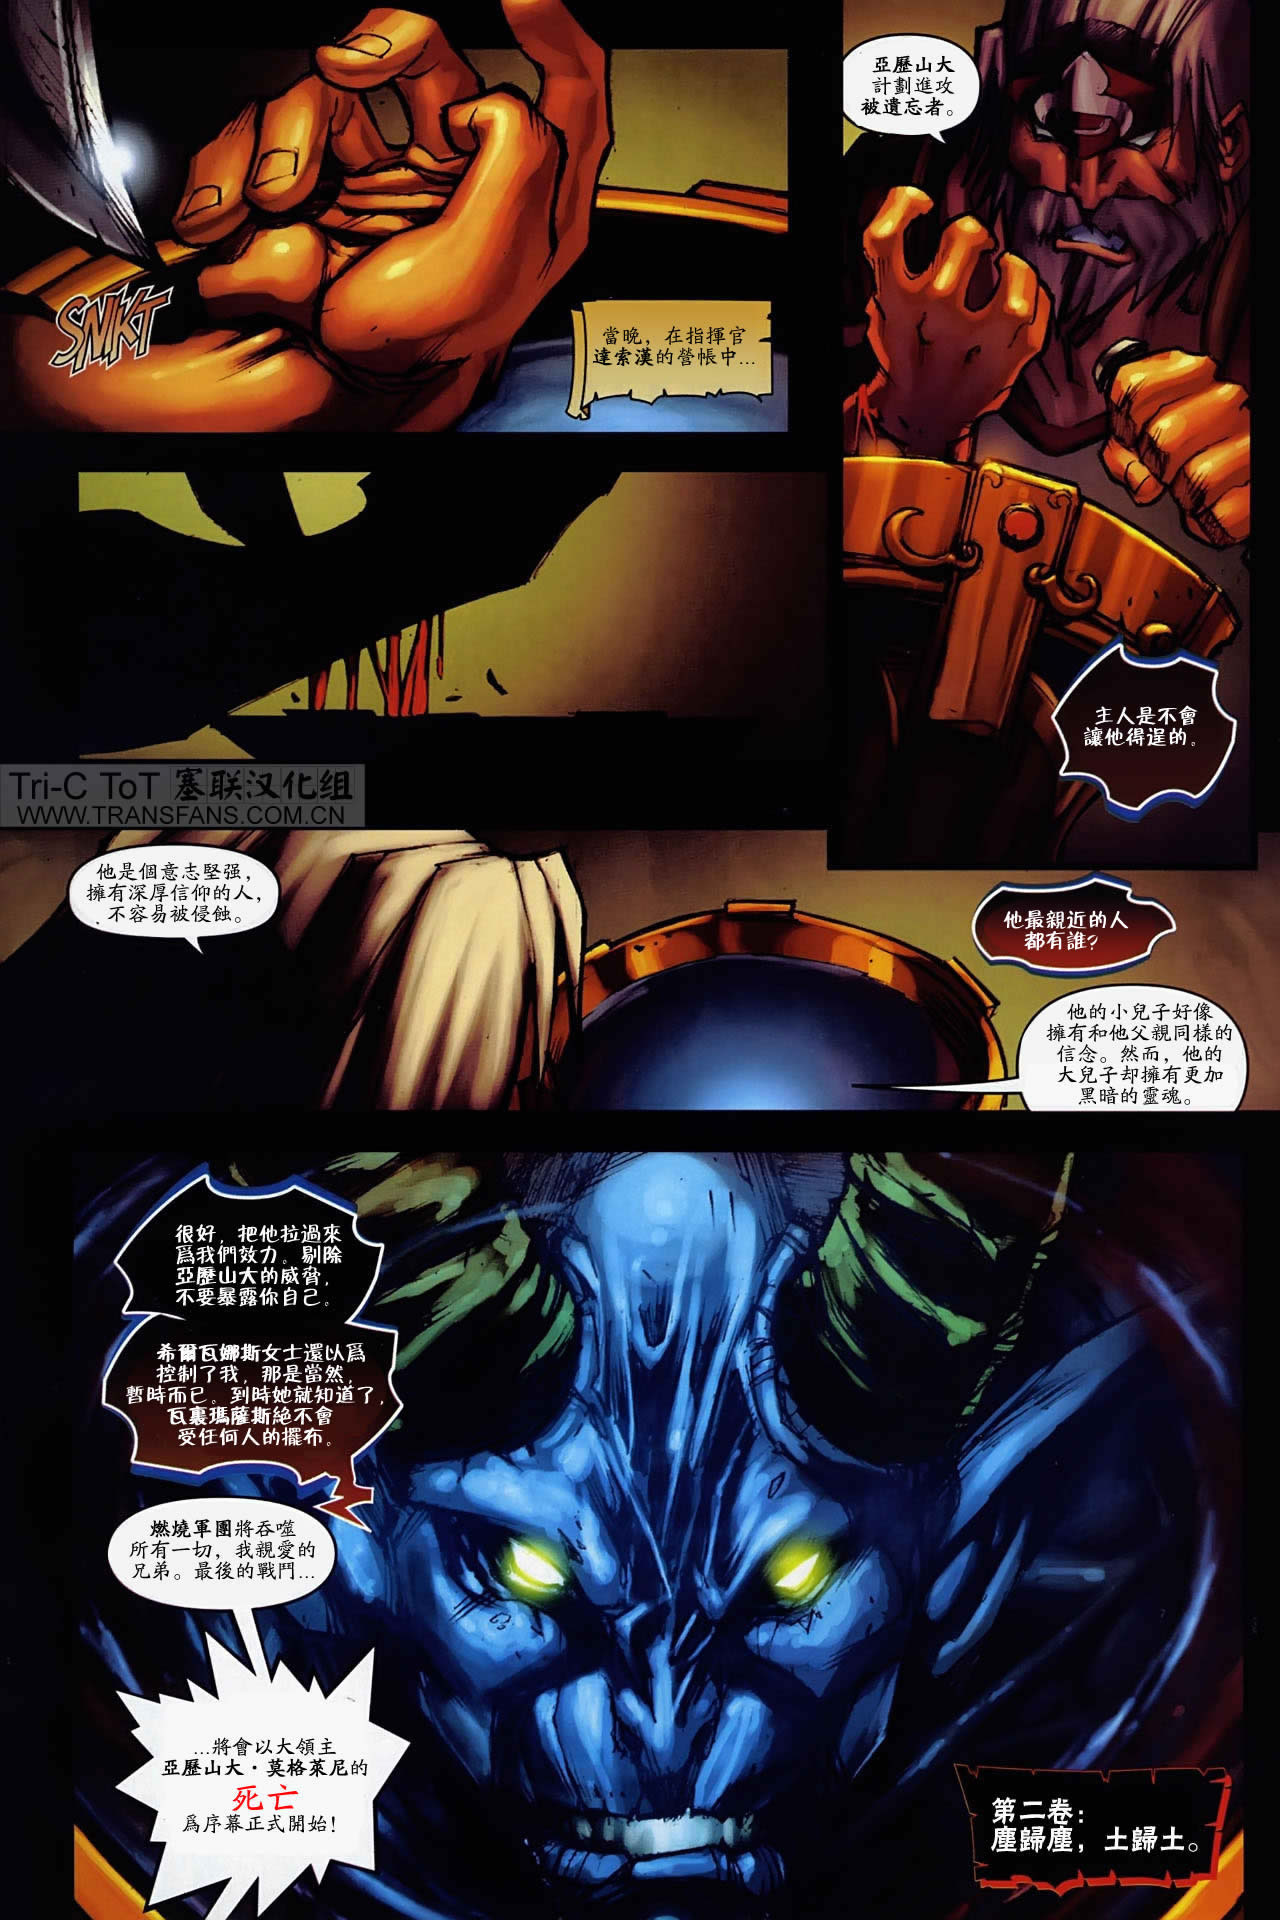 SNKT
當晚，在指揮官
達索漢的營帳中...
亞歷山大
計劃進攻
被遺忘者。
主人是不會
讓他得逞的。
Tri-C ToT 塞联汉化组
WWW.TRANSFANS.COM.CN
他是個意志堅强，
擁有深厚信仰的人，
不容易被侵蝕。
他最親近的人
都有誰？
他的小兒子好像
擁有和他父親同樣的
信念。然而，他的
大兒子却擁有更加
黑暗的靈魂。
很好，把他拉過來
爲我們效力。剔除
亞歷山大的威脅，
不要暴露你自己。
希爾瓦娜斯女士還以爲
控制了我，那是當然，
暫時而已。到時她就知道了，
瓦裏瑪薩斯絶不會
受任何人的擺布。
燃燒軍團將吞噬
所有一切，我親愛的
兄弟。最後的戰鬥...
...將會以大領主
亞歷山大·莫格萊尼的
死亡
爲序幕正式開始！
第二卷：
塵歸塵，土歸土。